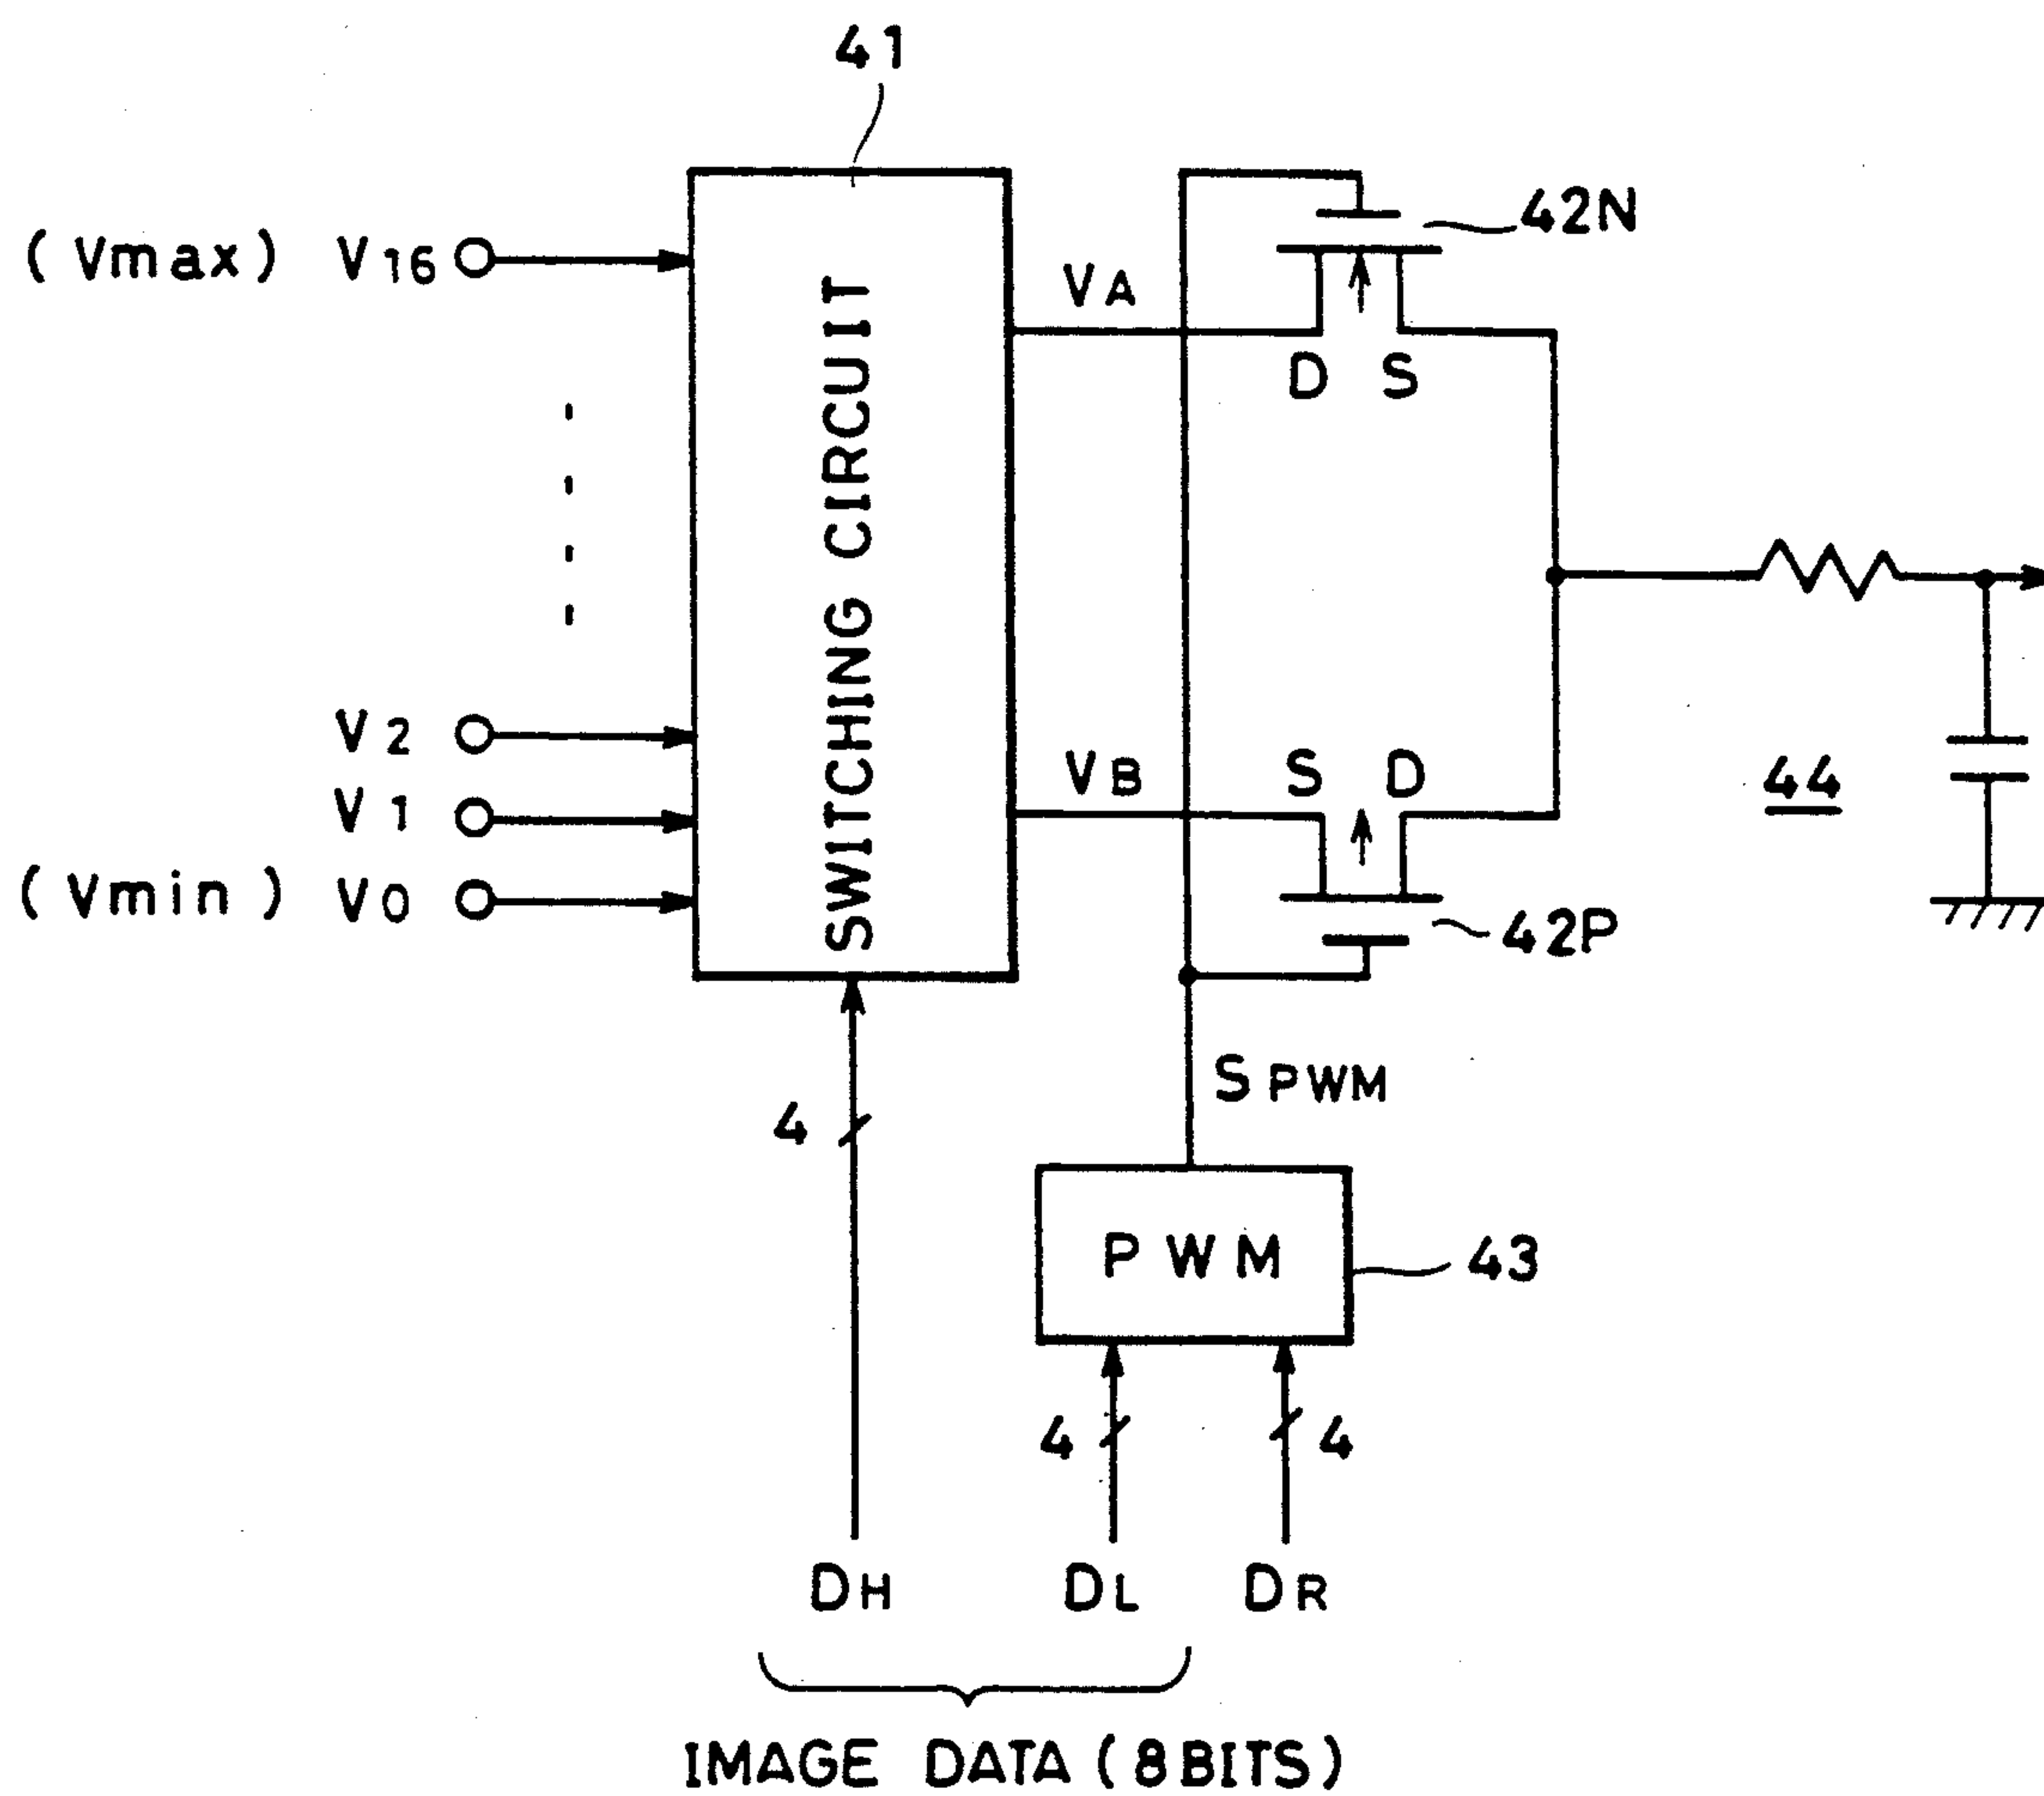 41
42N
(Vmax) V16
VA
D S
SWITCHING CIRCUIT
V2
VB
S D
44
V1
(Vmin) V0
42P
SPWM
4
PWM
43
4
4
DH
DL
DR
IMAGE DATA (8BITS)